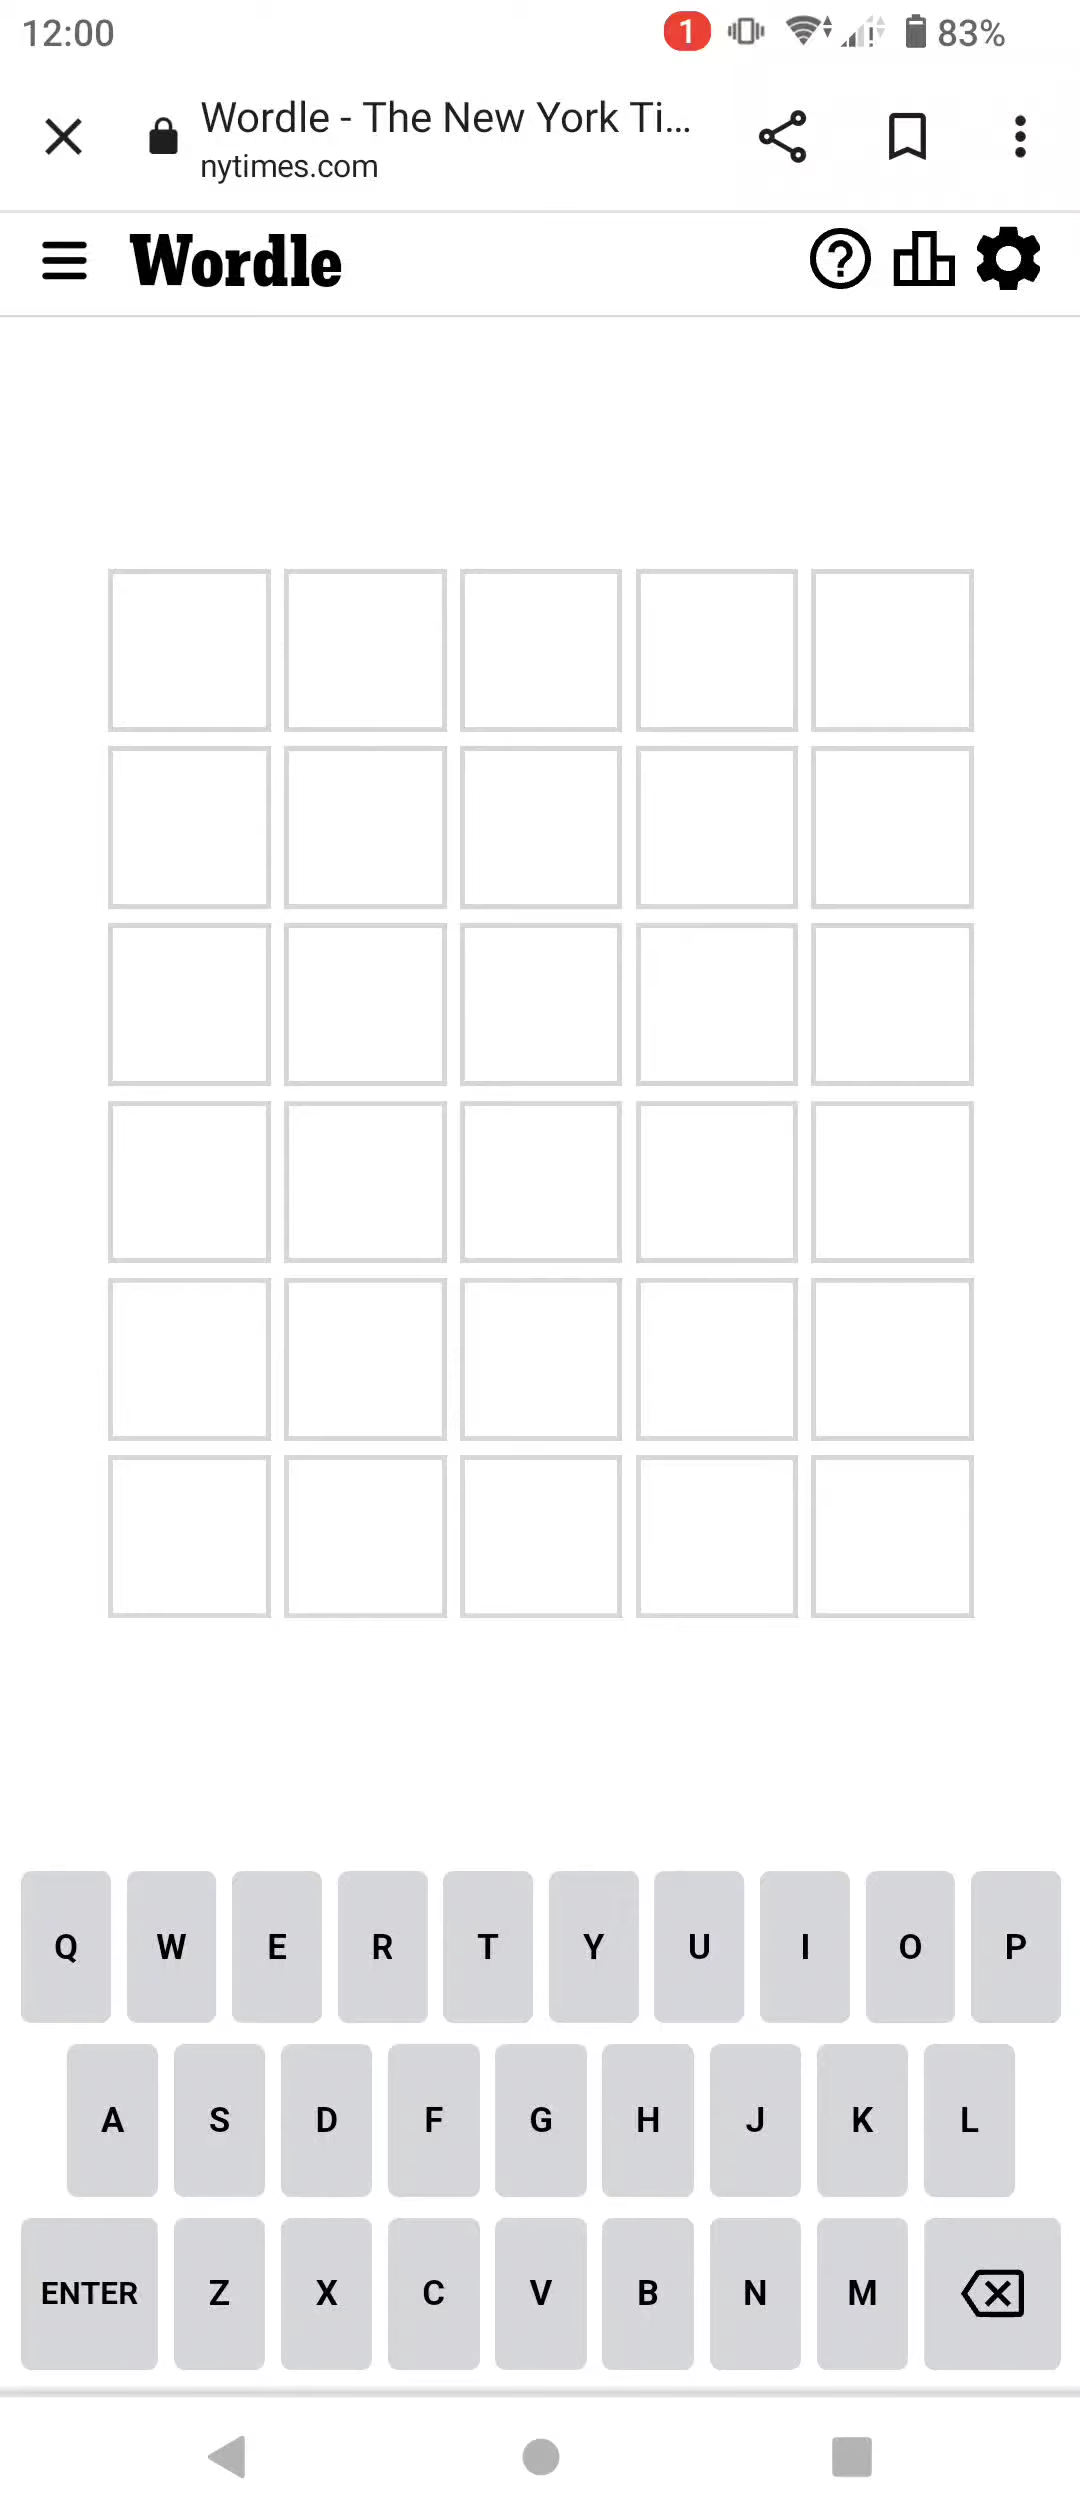 12:00 1 83%
Wordle - The New York Ti...
nytimes.com
Wordle
Q W E R T Y U I O P
A S D F G H J K L
ENTER Z X C V B N M